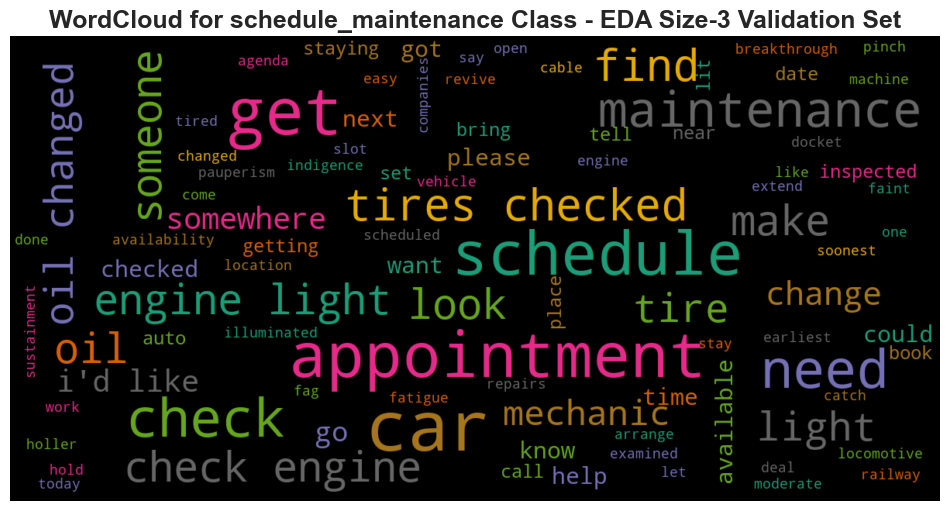 WordCloud for schedule_maintenance Class - EDA Size-3 Validation Set
staying got say open breakthrough pinch
agenda find
easy revive companies cable lit date machine
oil changed someone get next maintenance
tired bring tell near docket
changed slot please engine
pauperism indigence set vehicle like inspected
come extend faint
somewhere tires checked make one
done availability getting scheduled schedule soonest
checked location want
engine light look place tire change
sustainment
oil auto illuminated earliest could
appointment stay book
i'd like repairs need
fag fatigue time catch
work check car mechanic available light
go arrange
holler know examined locomotive
hold check engine call help let deal railway
today moderate